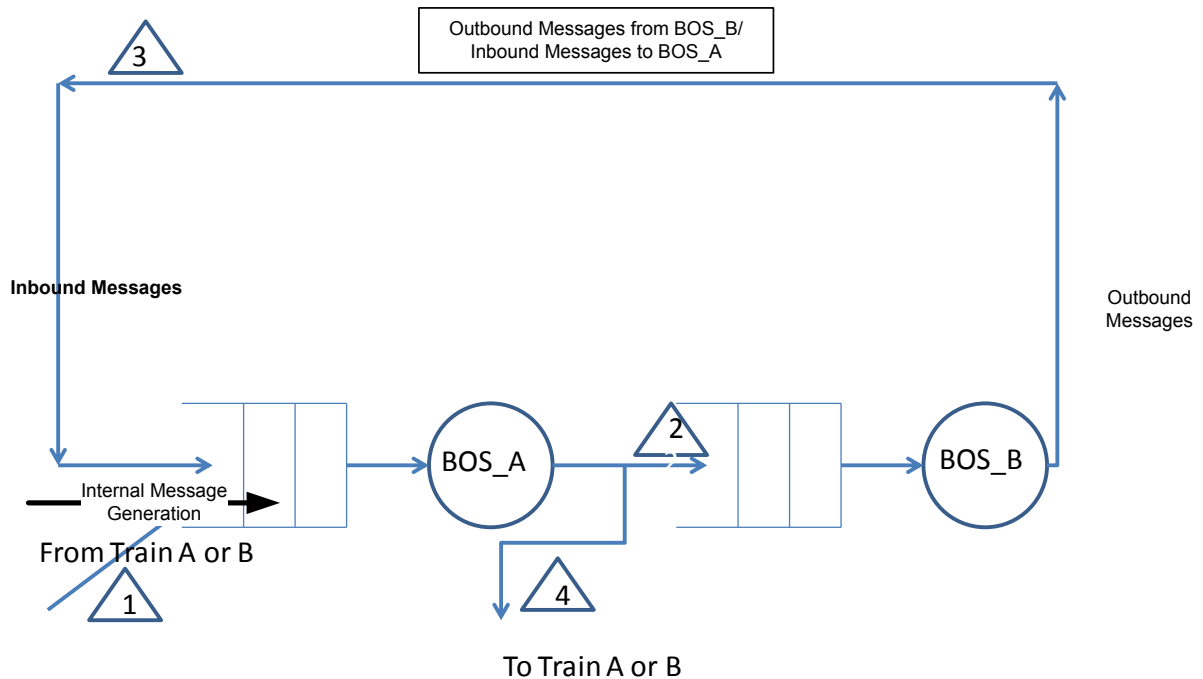 3
Outbound Messages from BOS_B/
Inbound Messages to BOS_A
Inbound Messages
Outbound
Messages
BOS_A
2
BOS_B
Internal Message
Generation
From Train A or B
1
4
To Train A or B